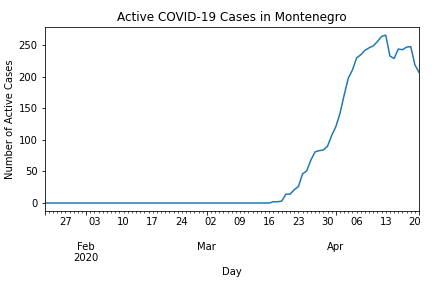 Active COVID-19 Cases in Montenegro
Number of Active Cases
250
200
150
100
50
0
27 03 10 17 24 02 09 16 23 30 06 13 20
Feb Mar Apr
2020
Day